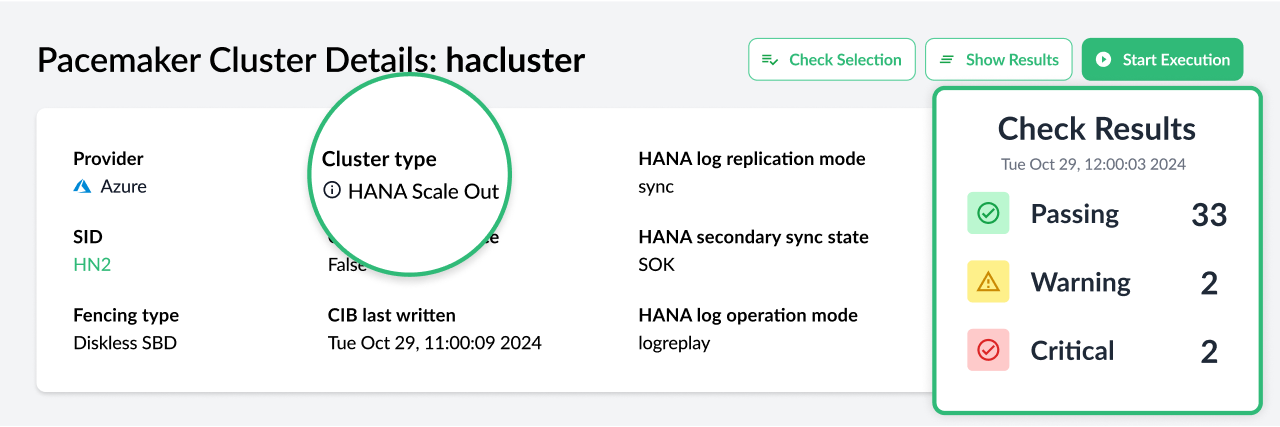 Pacemaker Cluster Details: hacluster
Check Selection
Show Results
Start Execution
Provider
Azure
SID
HN2
Fencing type
Diskless SBD
Cluster type
HANA Scale Out
False
CIB last written
Tue Oct 29, 11:00:09 2024
HANA log replication mode
sync
HANA secondary sync state
SOK
HANA log operation mode
logreplay
Check Results
Tue Oct 29, 12:00:03 2024
Passing 33
Warning 2
Critical 2